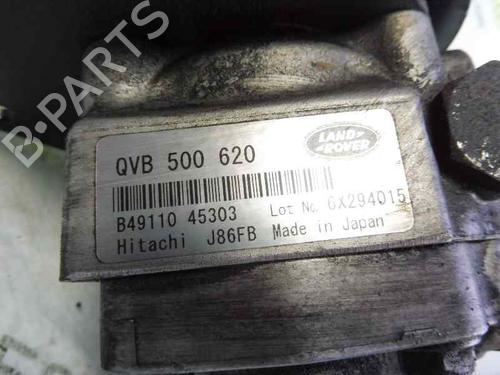 B-PARTS
LAND
ROVER
QVB 500 620
B49110 45303 Lot No. 6X294015
Hitachi J86FB Made in Japan